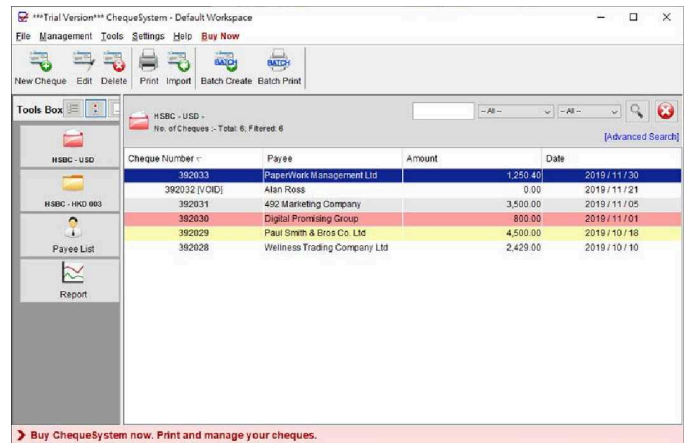 ***Trial Version*** ChequeSystem - Default Workspace
File Management Tools Settings Help Buy Now
BATCH BATCH
New Cheque Edit Delete Print Import Batch Create Batch Print
Tools Box
HSBC - USD -
No. of Cheques :- Total: 6; Filtered: 6
-- All -- -- All --
[Advanced Search]
HSBC - USD
HSBC - HKD 003
Payee List
Report
Cheque Number Payee Amount Date
392033 PaperWork Management Ltd 1,250.40 2019 / 11 / 30
392032 [VOID] Alan Ross 0.00 2019 / 11 / 21
392031 492 Marketing Company 3,500.00 2019 / 11 / 05
392030 Digital Promising Group 800.00 2019 / 11 / 01
392029 Paul Smith & Bros Co. Ltd 4,500.00 2019 / 10 / 18
392028 Wellness Trading Company Ltd 2,429.00 2019 / 10 / 10
Buy ChequeSystem now. Print and manage your cheques.